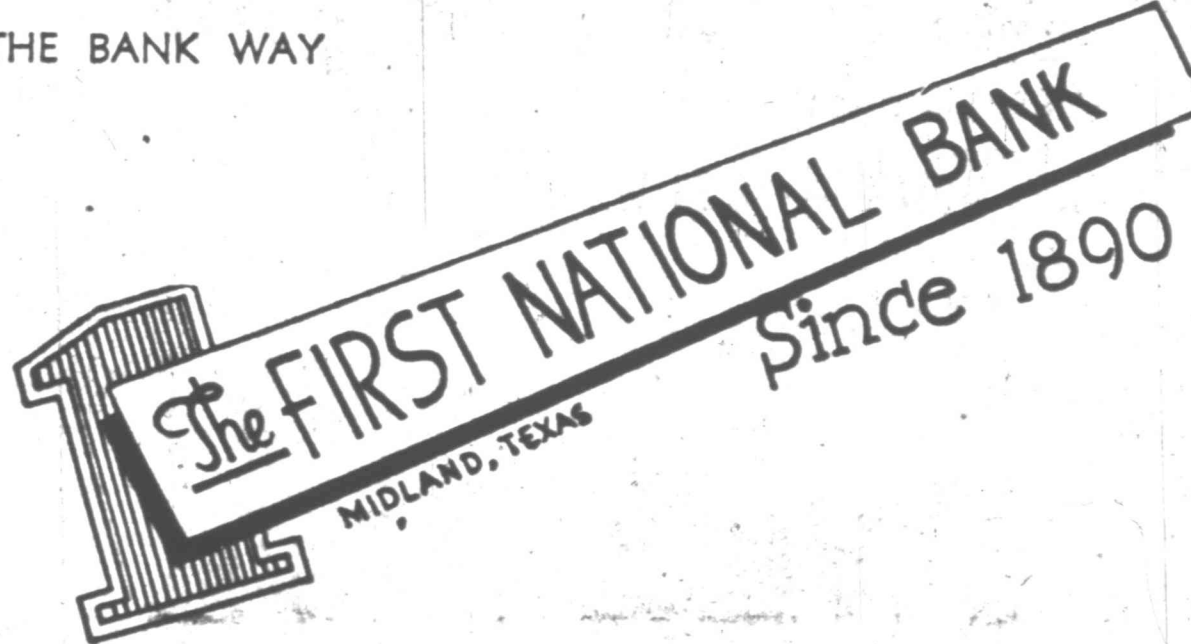 THE BANK WAY
The FIRST NATIONAL BANK
Since 1890
MIDLAND, TEXAS